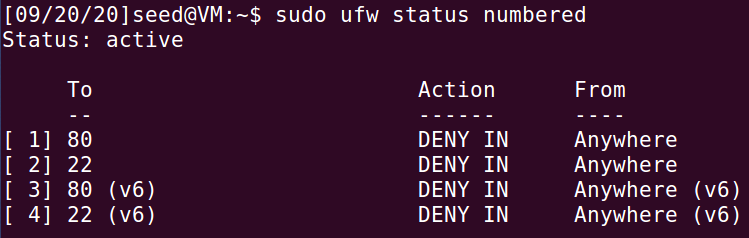 [09/20/20]seed@VM:~$ sudo ufw status numbered
Status: active
     To                         Action      From
     --                         ------      ----
[ 1] 80                         DENY IN     Anywhere
[ 2] 22                         DENY IN     Anywhere
[ 3] 80 (v6)                    DENY IN     Anywhere (v6)
[ 4] 22 (v6)                    DENY IN     Anywhere (v6)